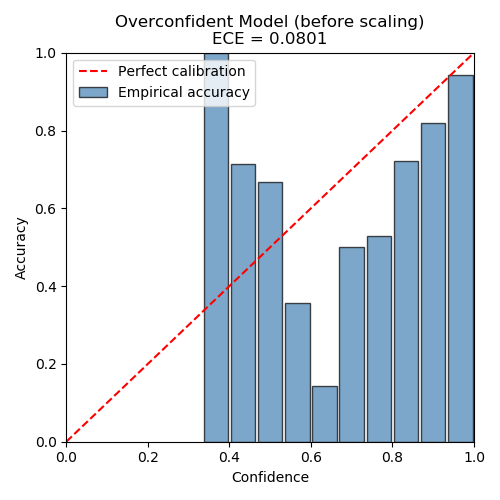 Overconfident Model (before scaling)
ECE = 0.0801
Perfect calibration
Empirical accuracy
1.0
0.8
0.6
0.4
0.2
0.0
Accuracy
0.0 0.2 0.4 0.6 0.8 1.0
Confidence